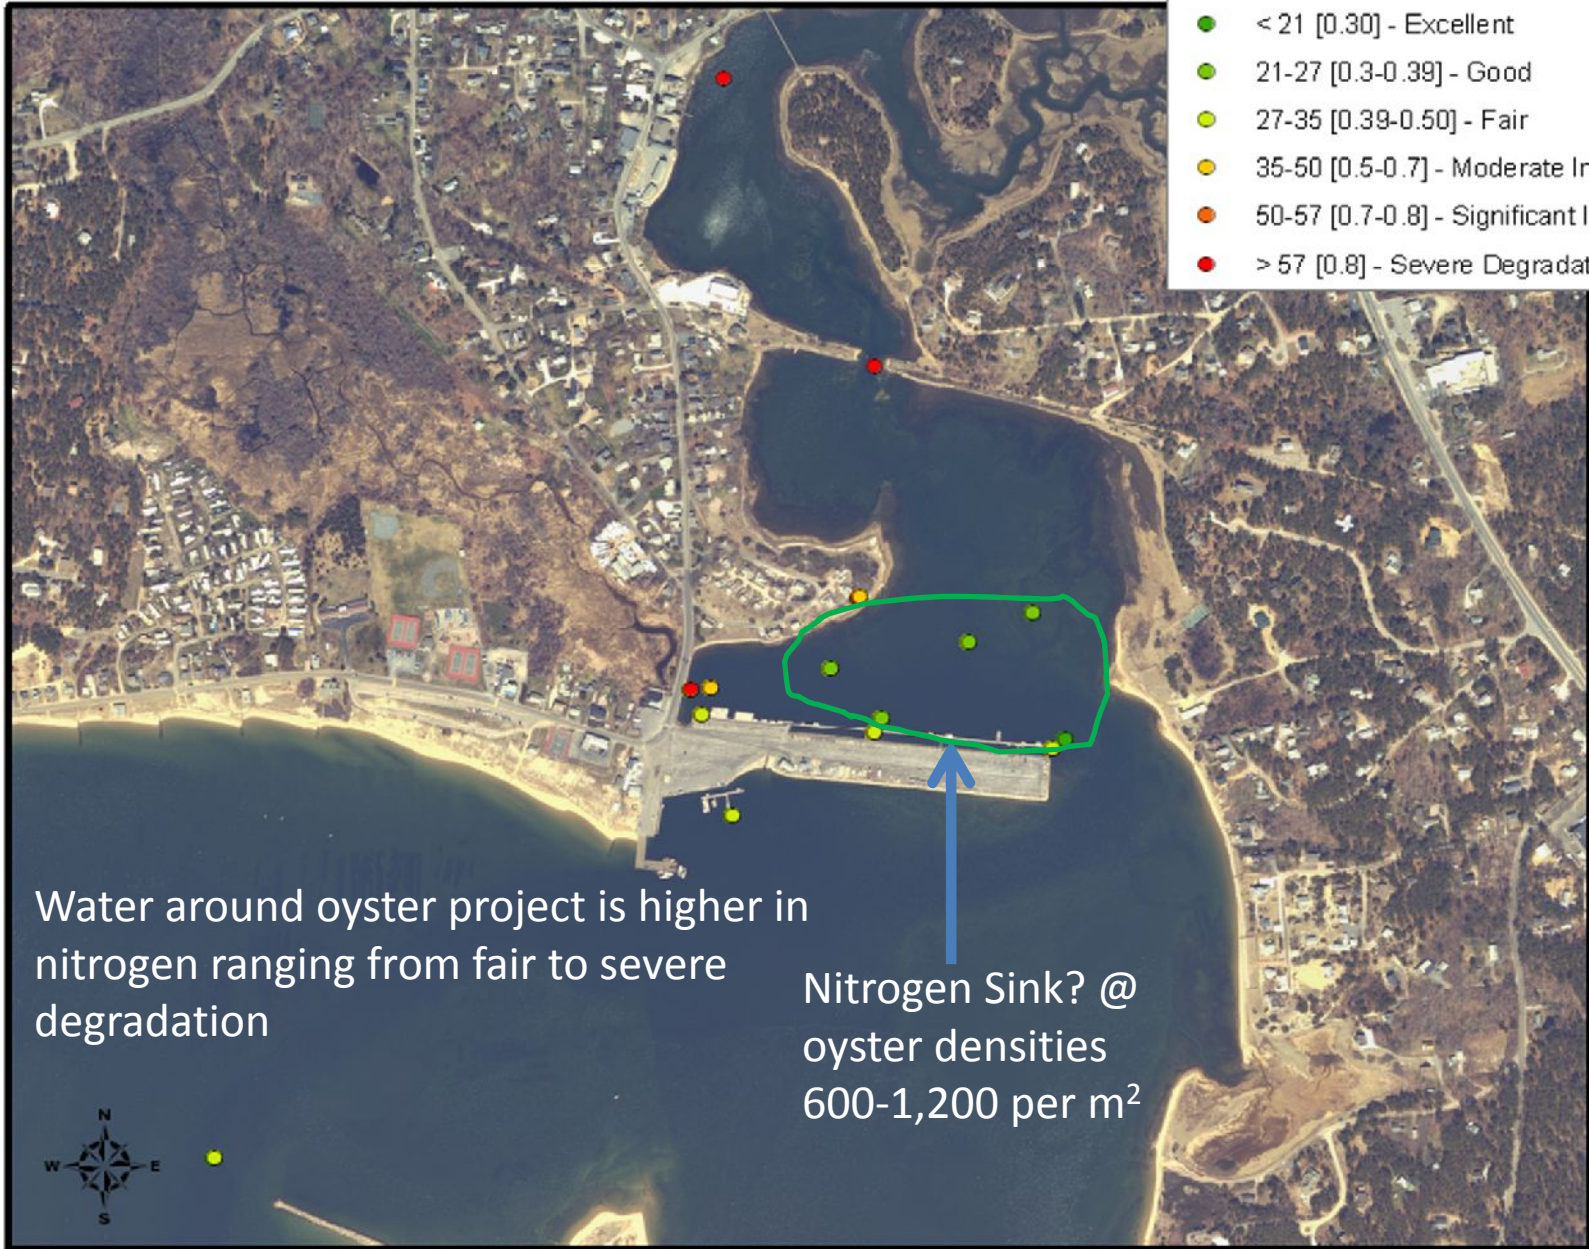 < 21 [0.30] - Excellent
21-27 [0.3-0.39] - Good
27-35 [0.39-0.50] - Fair
35-50 [0.5-0.7] - Moderate
50-57 [0.7-0.8] - Significant
> 57 [0.8] - Severe Degradat
Water around oyster project is higher in
nitrogen ranging from fair to severe
degradation
Nitrogen Sink? @
oyster densities
600-1,200 per m²
N
W E
S